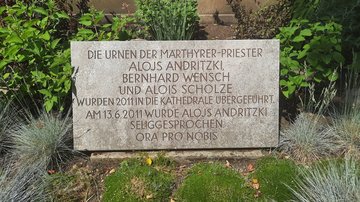 DIE URNEN DER MÄRTHYRER-PRIESTER
ALOJS ANDRITZKI,
BERNHARD WENSCH
UND ALOIS SCHOLZE
WURDEN 2011 IN DIE KATHEDRALE ÜBERGEFÜHRT.
AM 13.6.2011 WURDE ALOJS ANDRITZKI
SELIGGESPROCHEN.
ORA PRO NOBIS